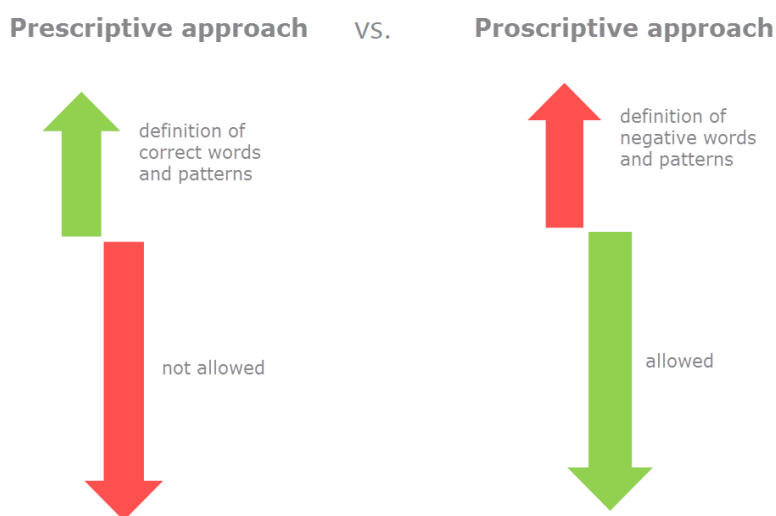 Prescriptive approach vs. Proscriptive approach
definition of
correct words
and patterns
not allowed
definition of
negative words
and patterns
allowed